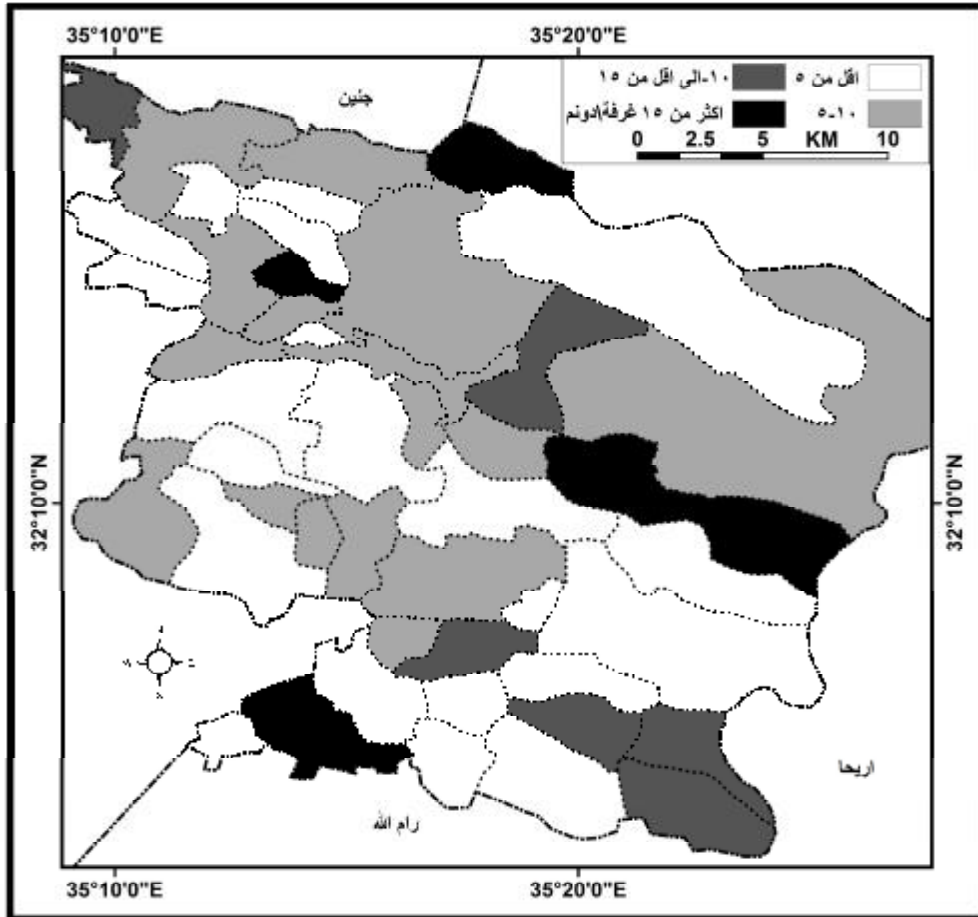 35°10'0"E 35°20'0"E
جنين
١٠-الى اقل من ١٥ اقل من ٥
اكثر من ١٥ غرفة\دونم ٥-١٠
0 2.5 5 KM 10
32°10'0"N 32°10'0"N
اريحا
رام الله
35°10'0"E 35°20'0"E